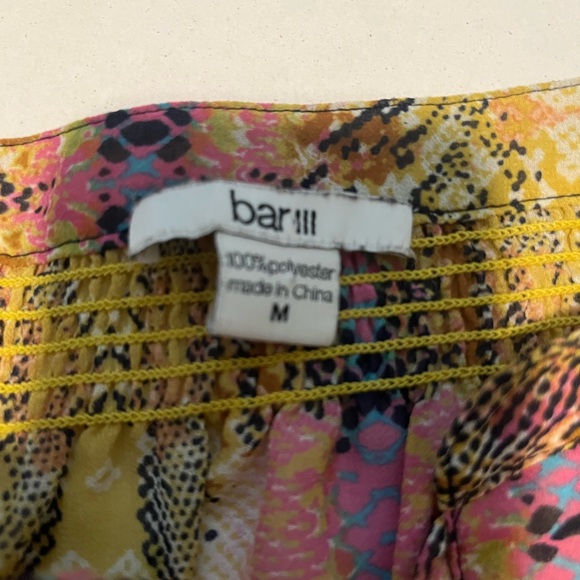 bar III
100% polyester
made in China
M